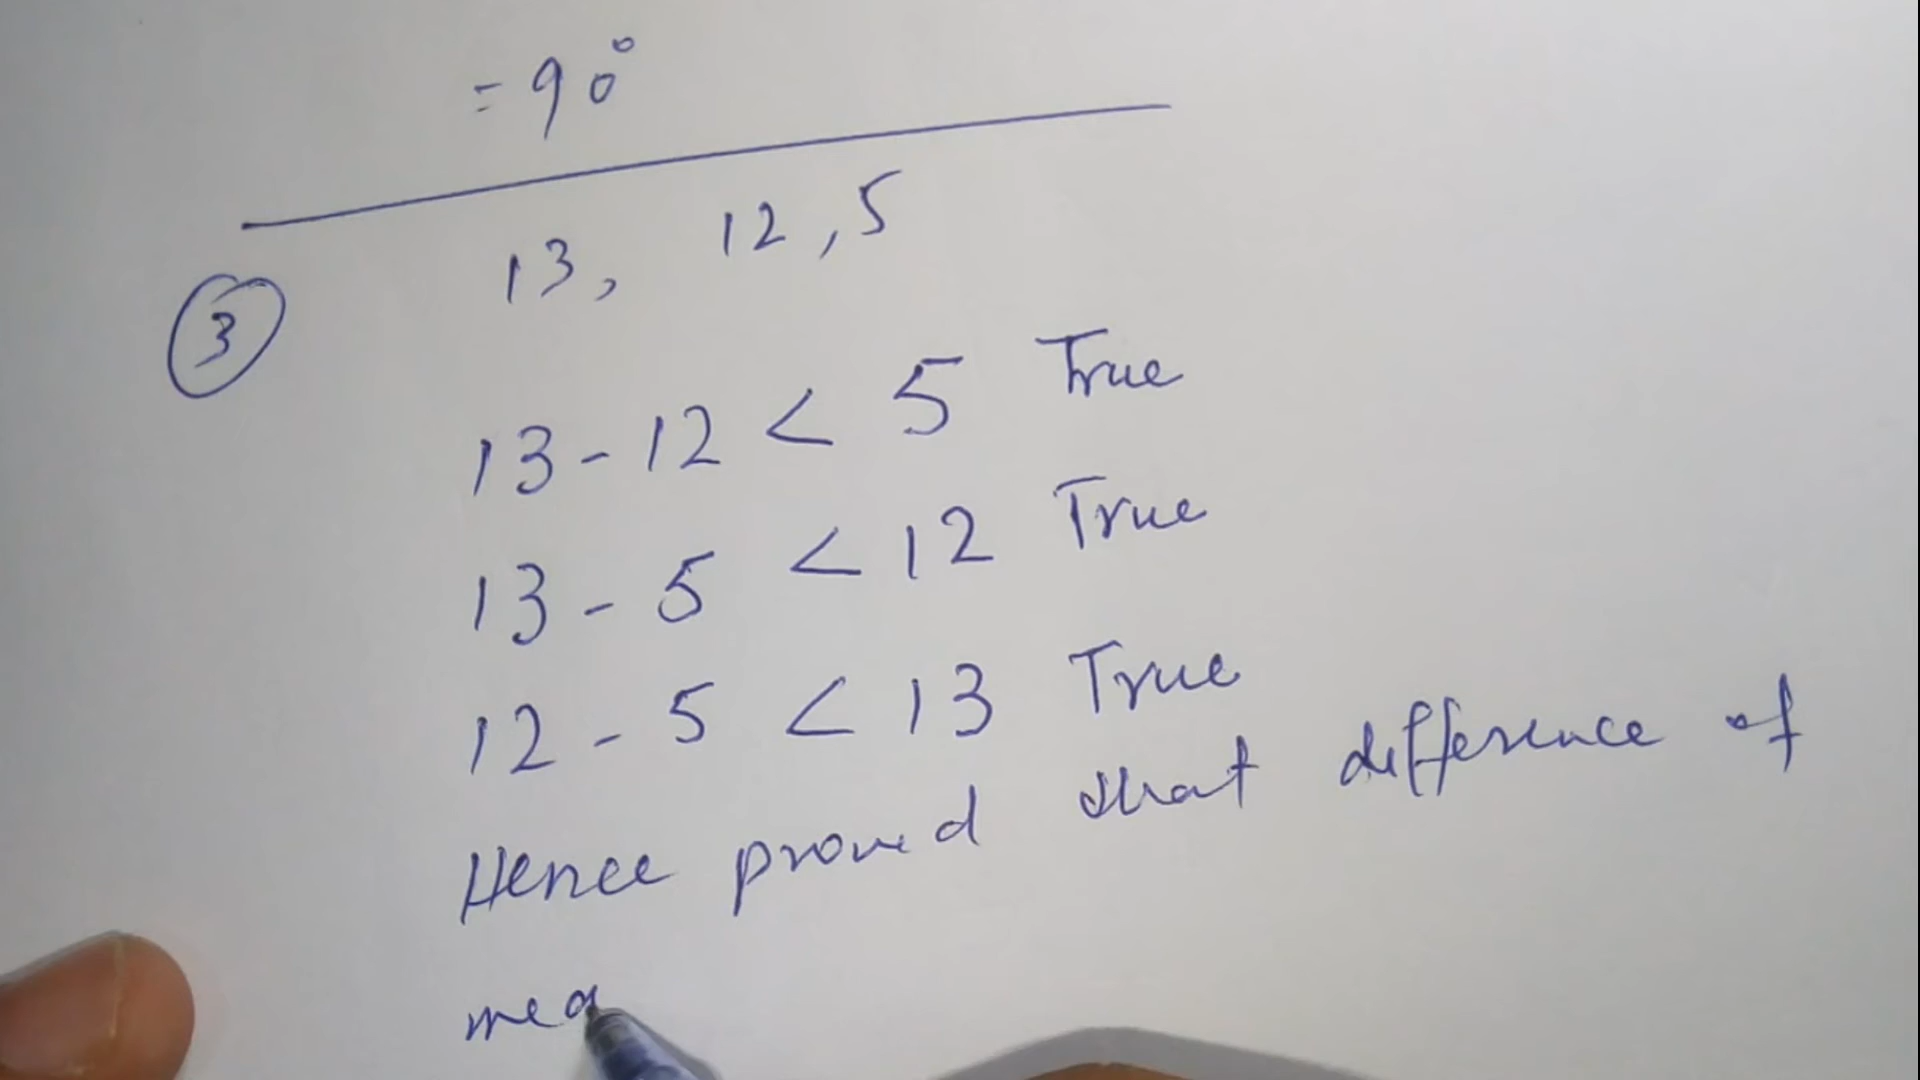 = 90°
3 13, 12, 5
13 - 12 < 5 True
13 - 5 < 12 True
12 - 5 < 13 True
Hence proved that difference of
mea